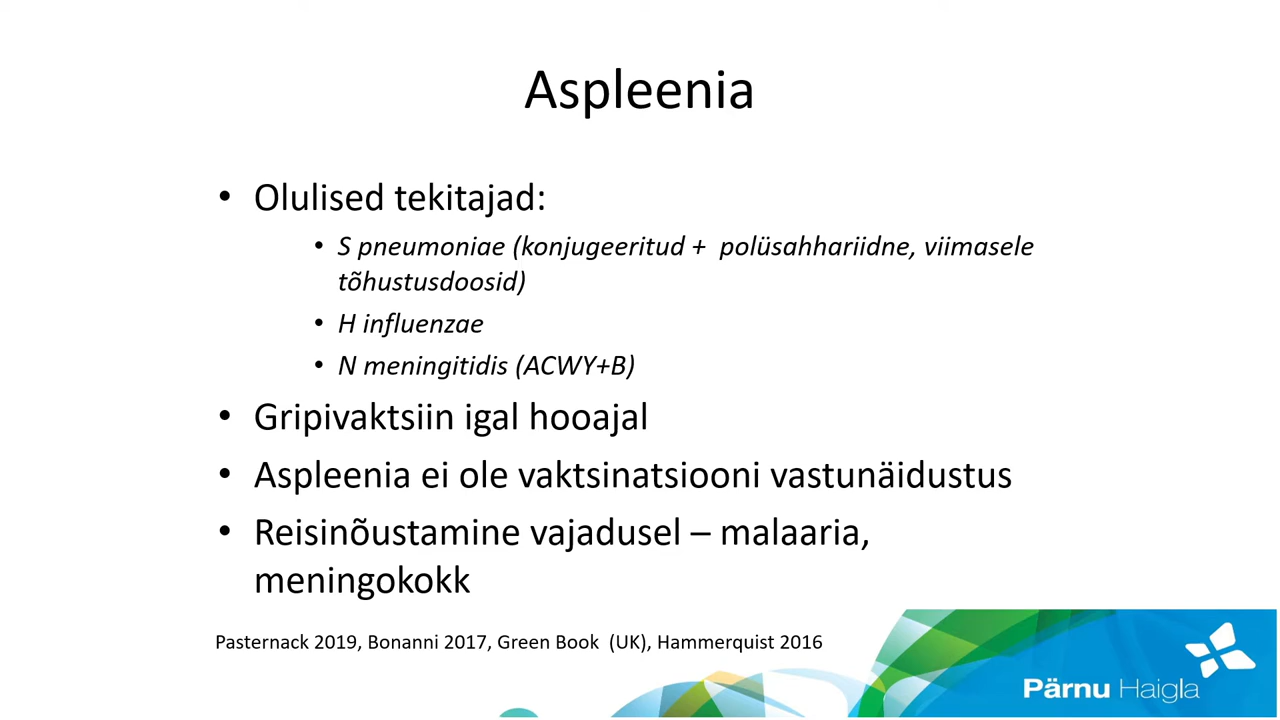 Aspleenia
• Olulised tekitajad:
• S pneumoniae (konjugeeritud + polüsahhariidne, viimasele
tõhustusdoosid)
• H influenzae
• N meningitidis (ACWY+B)
• Gripivaktsiin igal hooajal
• Aspleenia ei ole vaktsinatsiooni vastunäidustus
• Reisinõustamine vajadusel – malaaria,
meningokokk
Pasternack 2019, Bonanni 2017, Green Book (UK), Hammerquist 2016
Pärnu Haigla